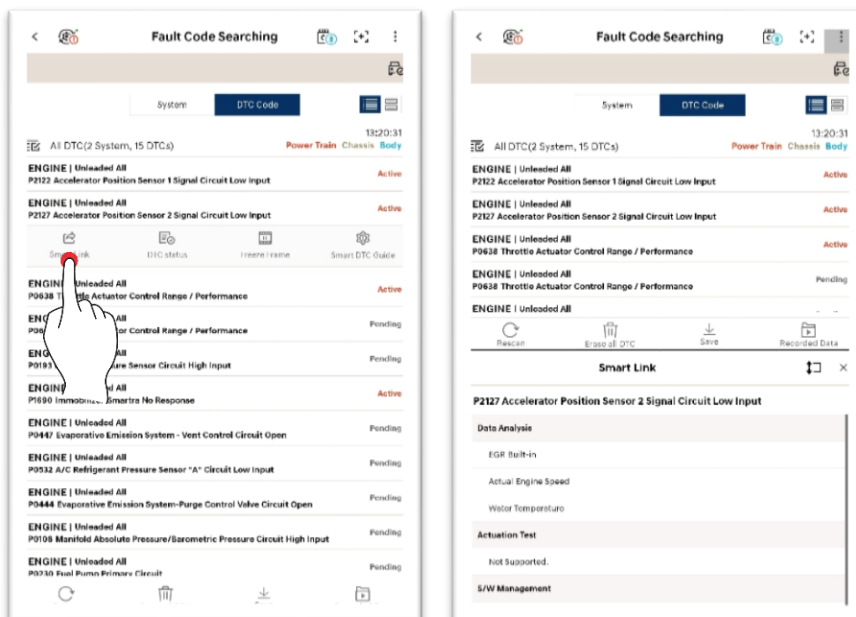 Fault Code Searching
System
DTC Code
13:20:31
All DTC(2 System, 15 DTCs)
Power Train Chassis Body
ENGINE | Unleaded All
P2122 Accelerator Position Sensor 1 Signal Circuit Low Input
Active
ENGINE | Unleaded All
P2127 Accelerator Position Sensor 2 Signal Circuit Low Input
Active
DTC status
Freeze Frame
Smart DTC Guide
ENGINE | Unleaded All
Actuator Control Range / Performance
Active
All
Control Range / Performance
Pending
All
P0193
Sensor Circuit High Input
Pending
ENGINE
All
P1690 Immobilizer-Smartra No Response
Active
ENGINE | Unleaded All
P0447 Evaporative Emission System - Vent Control Circuit Open
Pending
ENGINE | Unleaded All
P0532 A/C Refrigerant Pressure Sensor "A" Circuit Low Input
Pending
ENGINE | Unleaded All
P0444 Evaporative Emission System-Purge Control Valve Circuit Open
Pending
ENGINE | Unleaded All
P0108 Manifold Absolute Pressure/Barometric Pressure Circuit High Input
Pending
ENGINE | Unleaded All
P0230 Fuel Pump Primary Circuit
Pending
Fault Code Searching
System
DTC Code
13:20:31
All DTC(2 System, 15 DTCs)
Power Train Chassis Body
ENGINE | Unleaded All
P2122 Accelerator Position Sensor 1 Signal Circuit Low Input
Active
ENGINE | Unleaded All
P2127 Accelerator Position Sensor 2 Signal Circuit Low Input
Active
ENGINE | Unleaded All
P0638 Throttle Actuator Control Range / Performance
Active
ENGINE | Unleaded All
P0638 Throttle Actuator Control Range / Performance
Pending
ENGINE | Unleaded All
Rescan
Erase all DTC
Save
Recorded Data
Smart Link
P2127 Accelerator Position Sensor 2 Signal Circuit Low Input
Data Analysis
EGR Built-in
Actual Engine Speed
Water Temperature
Actuation Test
Not Supported.
S/W Management